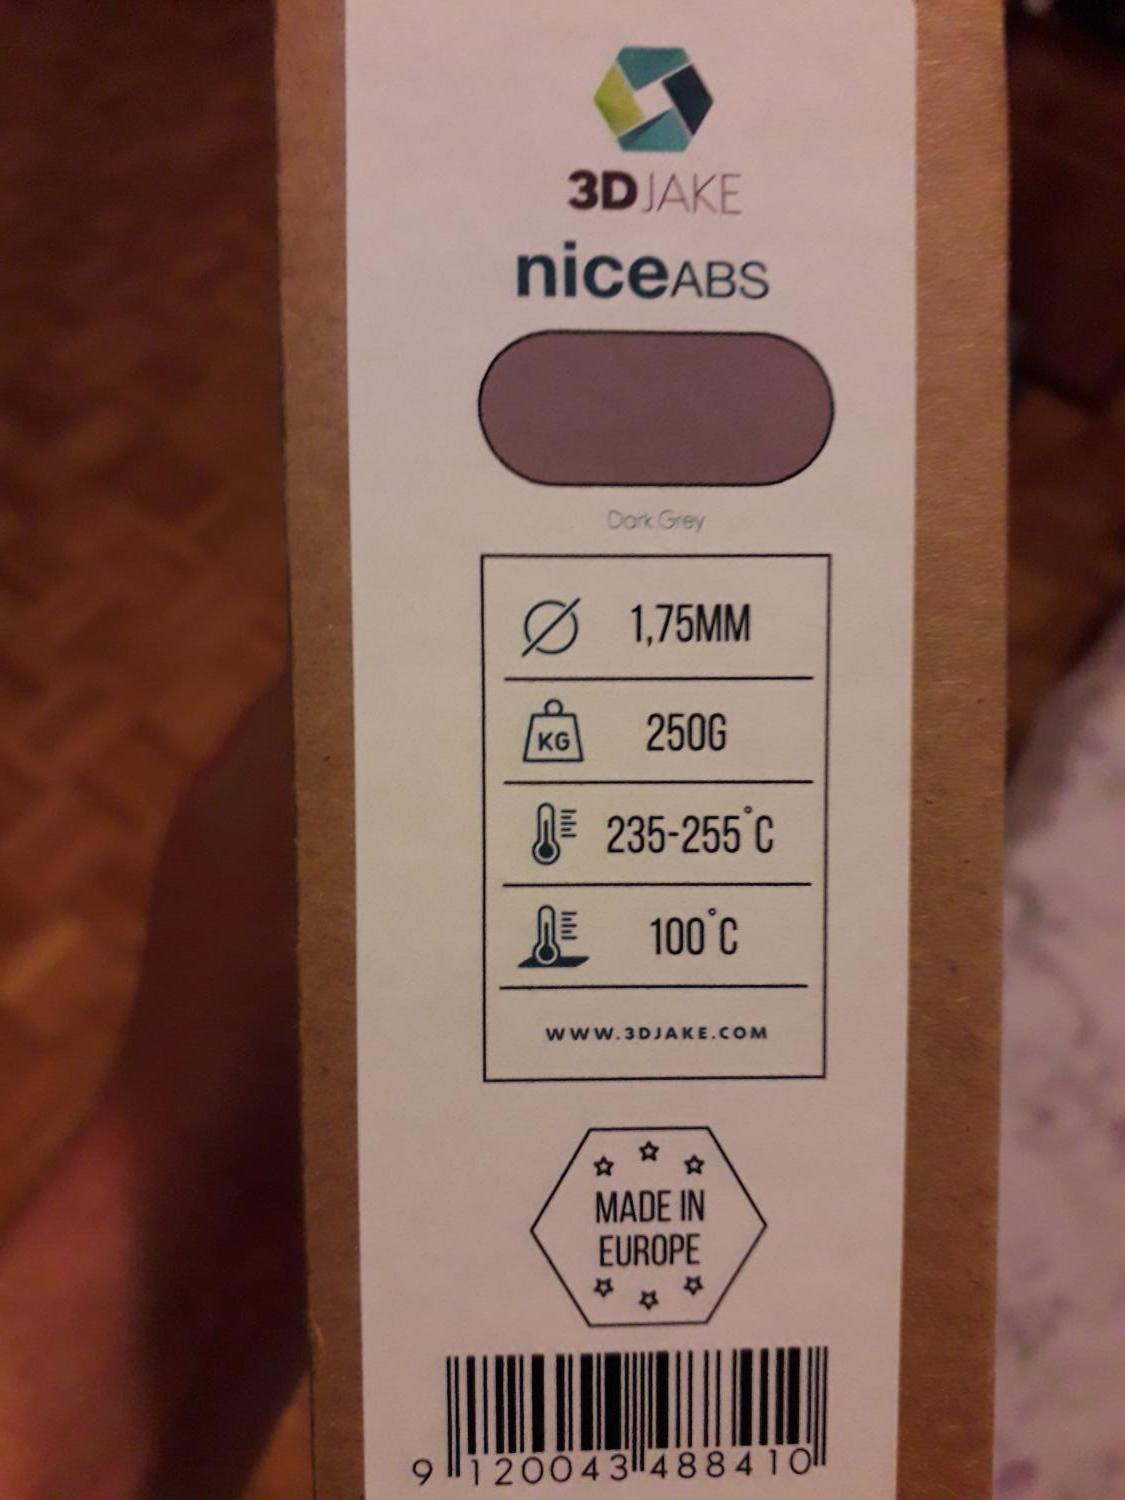 3DJAKE
niceABS
Dark Grey
1,75MM
KG
250G
235-255°C
100°C
WWW.3DJAKE.COM
MADE IN
EUROPE
9 120043 488410